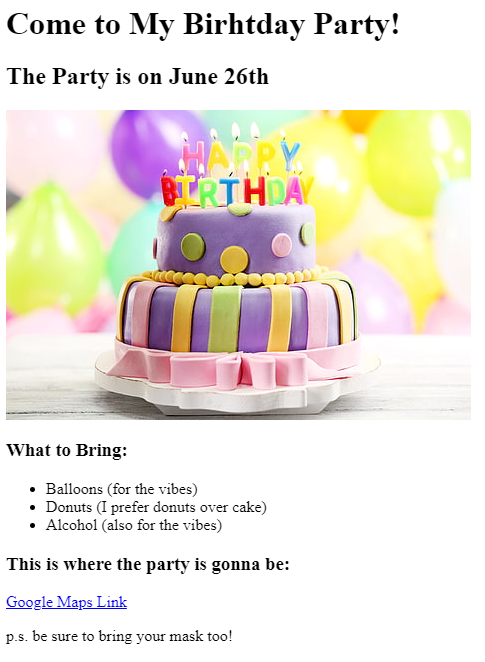 Come to My Birhtday Party!
The Party is on June 26th
HAPPY
BIRTHDAY
What to Bring:
Balloons (for the vibes)
Donuts (I prefer donuts over cake)
Alcohol (also for the vibes)
This is where the party is gonna be:
Google Maps Link
p.s. be sure to bring your mask too!